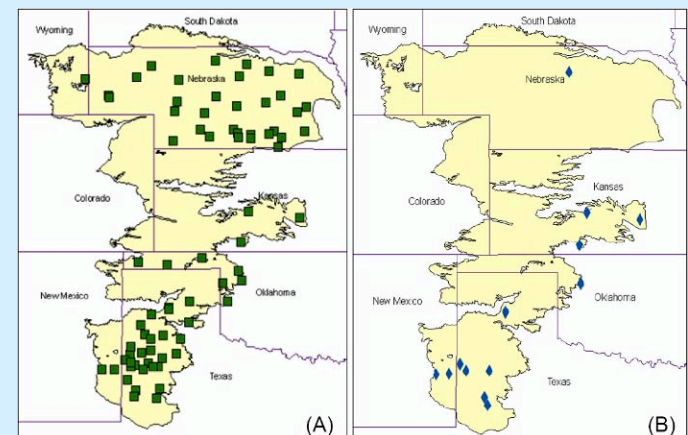 South Dakota
Wyoming
Nebraska
Colorado
Kansas
New Mexico
Oklahoma
Texas
(A)
South Dakota
Wyoming
Nebraska
Colorado
Kansas
New Mexico
Oklahoma
Texas
(B)